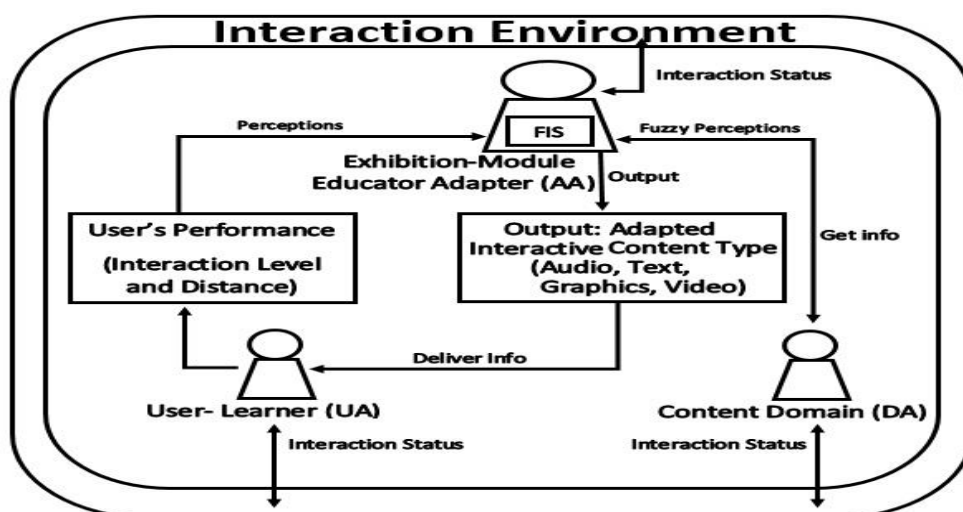 Interaction Environment
Interaction Status
Perceptions
FIS
Fuzzy Perceptions
Exhibition-Module
Educator Adapter (AA)
Output
User's Performance
(Interaction Level
and Distance)
Output: Adapted
Interactive Content Type
(Audio, Text,
Graphics, Video)
Get info
Deliver Info
User- Learner (UA)
Content Domain (DA)
Interaction Status
Interaction Status